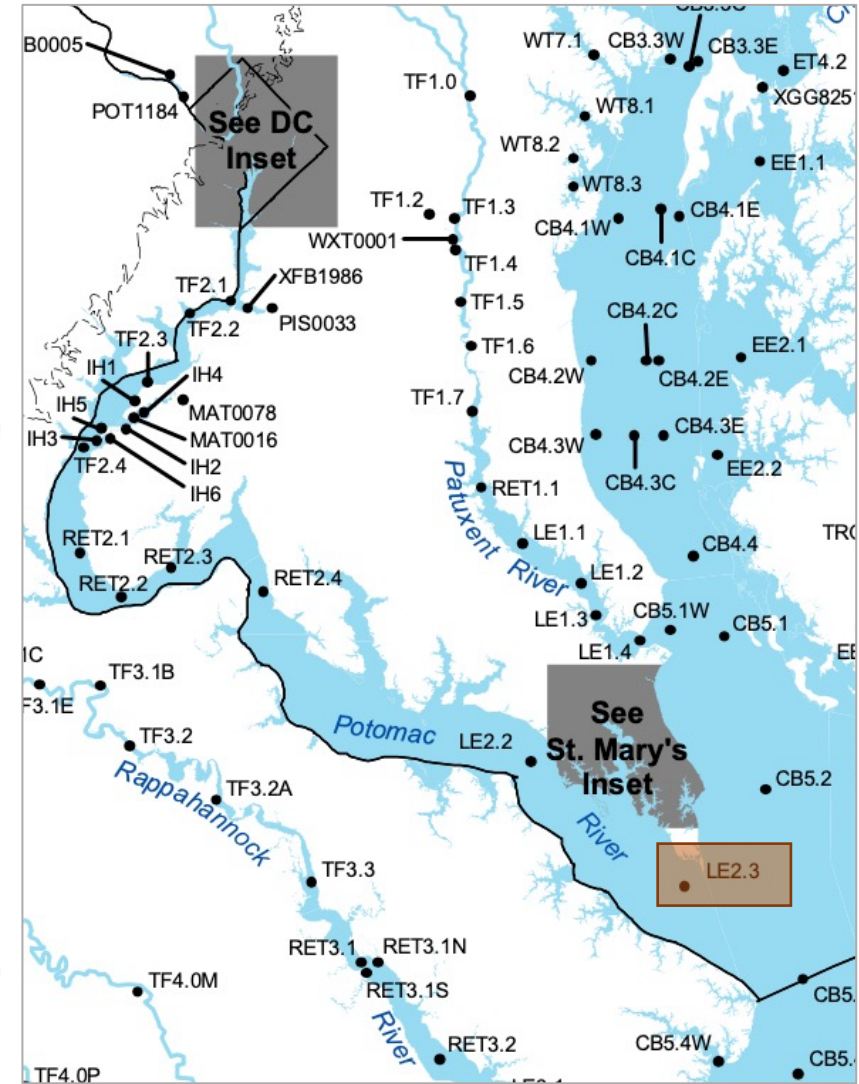 B0005
POT1184
See DC
Inset
TF1.0
WT7.1
CB3.3W
CB3.3E
ET4.2
XGG8251
WT8.1
WT8.2
WT8.3
EE1.1
TF1.2
TF1.3
WXT0001
TF1.4
CB4.1W
CB4.1E
CB4.1C
TF2.1
XFB1986
TF2.2
PIS0033
TF1.5
CB4.2C
TF2.3
TF1.6
EE2.1
IH1
IH4
CB4.2W
CB4.2E
IH5
MAT0078
TF1.7
IH3
MAT0016
CB4.3W
CB4.3E
TF2.4
IH2
EE2.2
IH6
CB4.3C
RET1.1
Patuxent River
LE1.1
RET2.1
CB4.4
RET2.3
LE1.2
RET2.2
RET2.4
LE1.3
CB5.1W
CB5.1
LE1.4
1C
TF3.1B
F3.1E
See
St. Mary's
Inset
TF3.2
Potomac
LE2.2
CB5.2
TF3.2A
Rappahannock
River
LE2.3
TF3.3
RET3.1
RET3.1N
RET3.1S
TF4.0M
River
CB5.4W
RET3.2
TF4.0P